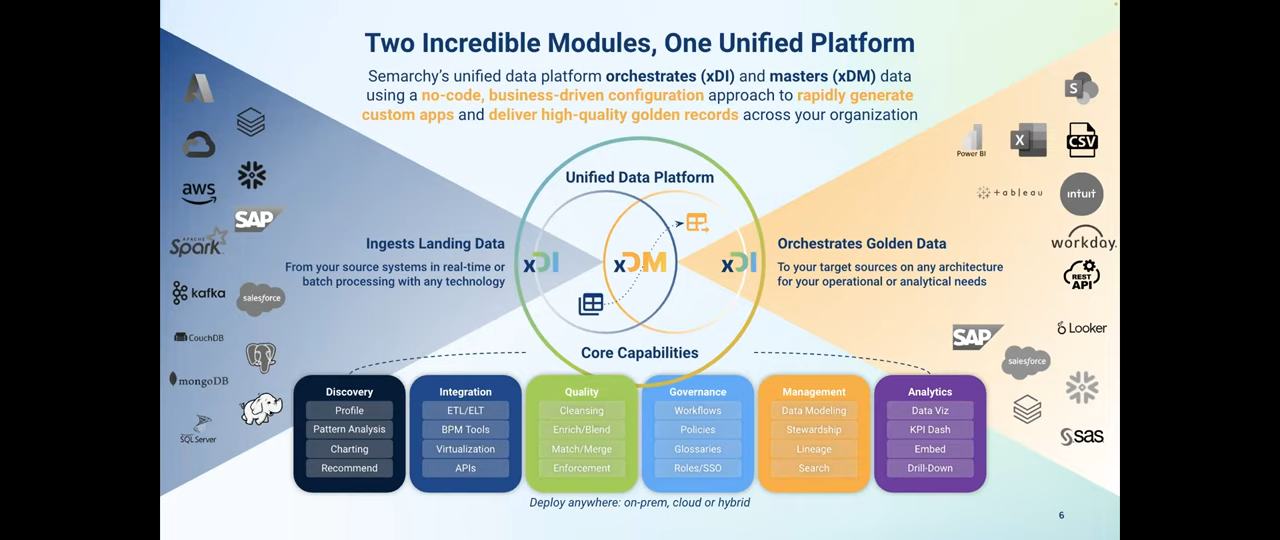 Two Incredible Modules, One Unified Platform
Semarchy's unified data platform orchestrates (xDI) and masters (xDM) data
using a no-code, business-driven configuration approach to rapidly generate
custom apps and deliver high-quality golden records across your organization
Unified Data Platform
Ingests Landing Data
From your source systems in real-time or
batch processing with any technology
xDI
xDM
xDI
Orchestrates Golden Data
To your target sources on any architecture
for your operational or analytical needs
aws
SAP
APACHE
Spark
kafka
salesforce
CouchDB
mongoDB
SQL Server
S
Power BI
X
CSV
+ableau
intuit
workday.
REST
API
Looker
SAP
salesforce
sas
Core Capabilities
Discovery
Profile
Pattern Analysis
Charting
Recommend
Integration
ETL/ELT
BPM Tools
Virtualization
APIs
Quality
Cleansing
Enrich/Blend
Match/Merge
Enforcement
Governance
Workflows
Policies
Glossaries
Roles/SSO
Management
Data Modeling
Stewardship
Lineage
Search
Analytics
Data Viz
KPI Dash
Embed
Drill-Down
Deploy anywhere: on-prem, cloud or hybrid
6